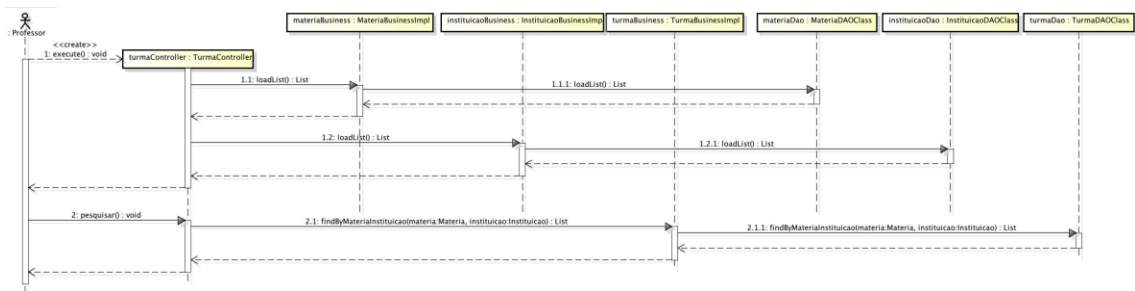 : Professor
materiaBusiness : MateriaBusinessImpl
instituicaoBusiness : InstituicaoBusinessImpl
turmaBusiness : TurmaBusinessImpl
materiaDao : MateriaDAOClass
instituicaoDao : InstituicaoDAOClass
turmaDao : TurmaDAOClass
<<create>>
1: execute() : void
turmaController : TurmaController
1.1: loadList() : List
1.1.1: loadList() : List
1.2: loadList() : List
1.2.1: loadList() : List
2: pesquisar() : void
2.1: findByMateriaInstituicao(materia:Materia, instituicao:Instituicao) : List
2.1.1: findByMateriaInstituicao(materia:Materia, instituicao:Instituicao) : List